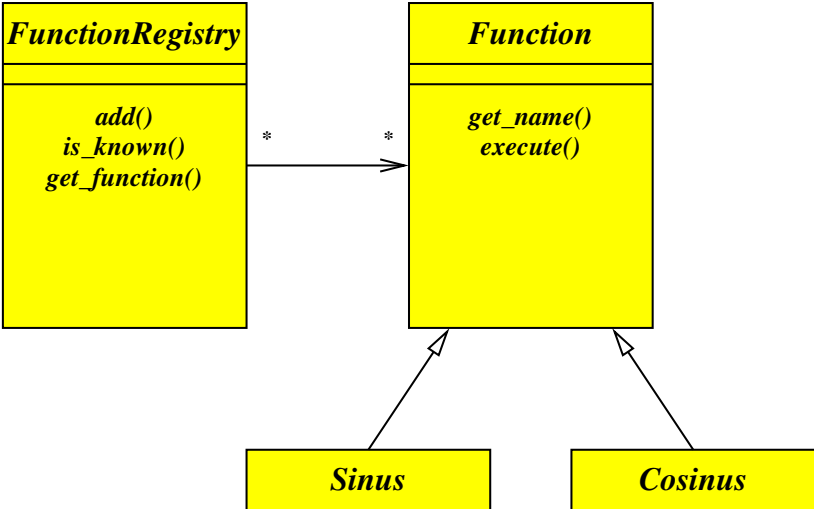 FunctionRegistry
add()
is_known()
get_function()
* *
Function
get_name()
execute()
Sinus
Cosinus